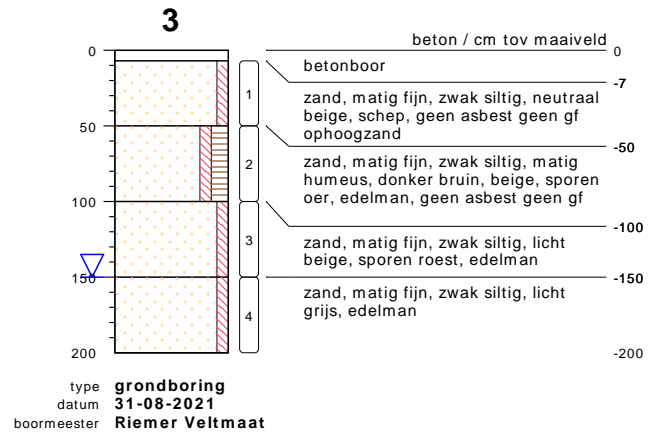 3
beton / cm tov maaiveld
0
0
betonboor
-7
1
zand, matig fijn, zwak siltig, neutraal
beige, schep, geen asbest geen gf
ophoogzand
50
-50
2
zand, matig fijn, zwak siltig, matig
humeus, donker bruin, beige, sporen
oer, edelman, geen asbest geen gf
100
-100
3
zand, matig fijn, zwak siltig, licht
beige, sporen roest, edelman
150
-150
4
zand, matig fijn, zwak siltig, licht
grijs, edelman
200
-200
type grondboring
datum 31-08-2021
boormeester Riemer Veltmaat